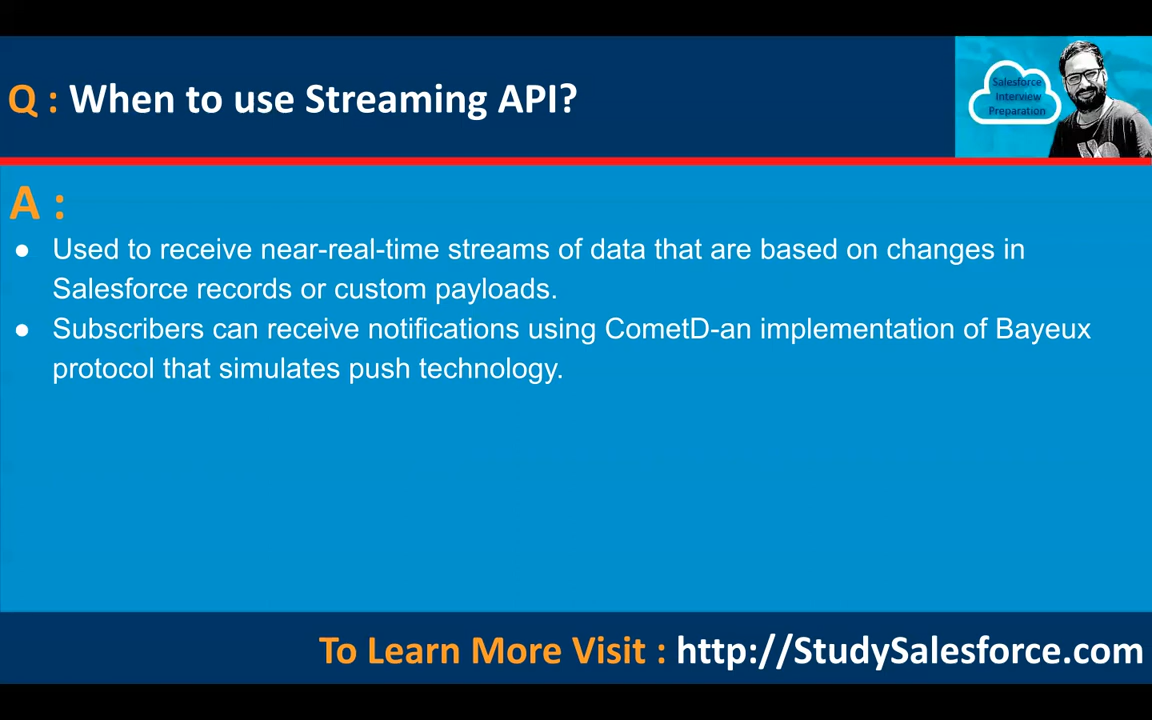 Q : When to use Streaming API?
Salesforce
Interview
Preparation
A :
● Used to receive near-real-time streams of data that are based on changes in
Salesforce records or custom payloads.
● Subscribers can receive notifications using CometD-an implementation of Bayeux
protocol that simulates push technology.
To Learn More Visit : http://StudySalesforce.com